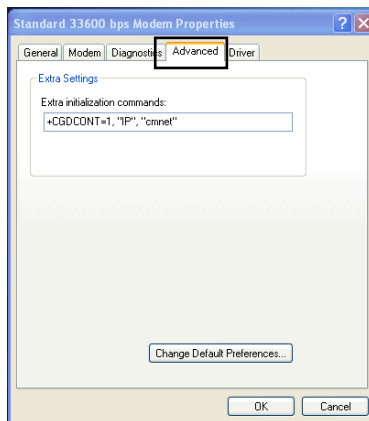 Standard 33600 bps Modem Properties
General Modem Diagnostics Advanced Driver
Extra Settings
Extra initialization commands:
+CGDCONT=1, "IP", "cmnet"
Change Default Preferences...
OK Cancel